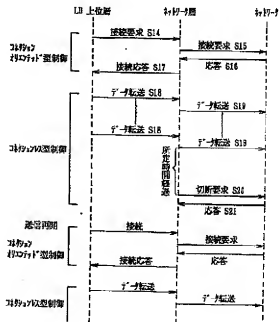 LU 上位層 ネットワーク層 ネットワーク
接続要求 S14
接続要求 S15
コネクション
オリエンテッド型制御
接続応答 S17
応答 S16
データ転送 S18
データ転送 S19
データ転送 S18
データ転送 S19
コネクションレス型制御
所定時間経過
切断要求 S20
応答 S21
通信再開
接続
接続要求
コネクション
オリエンテッド型制御
接続応答
応答
データ転送
コネクションレス型制御
データ転送